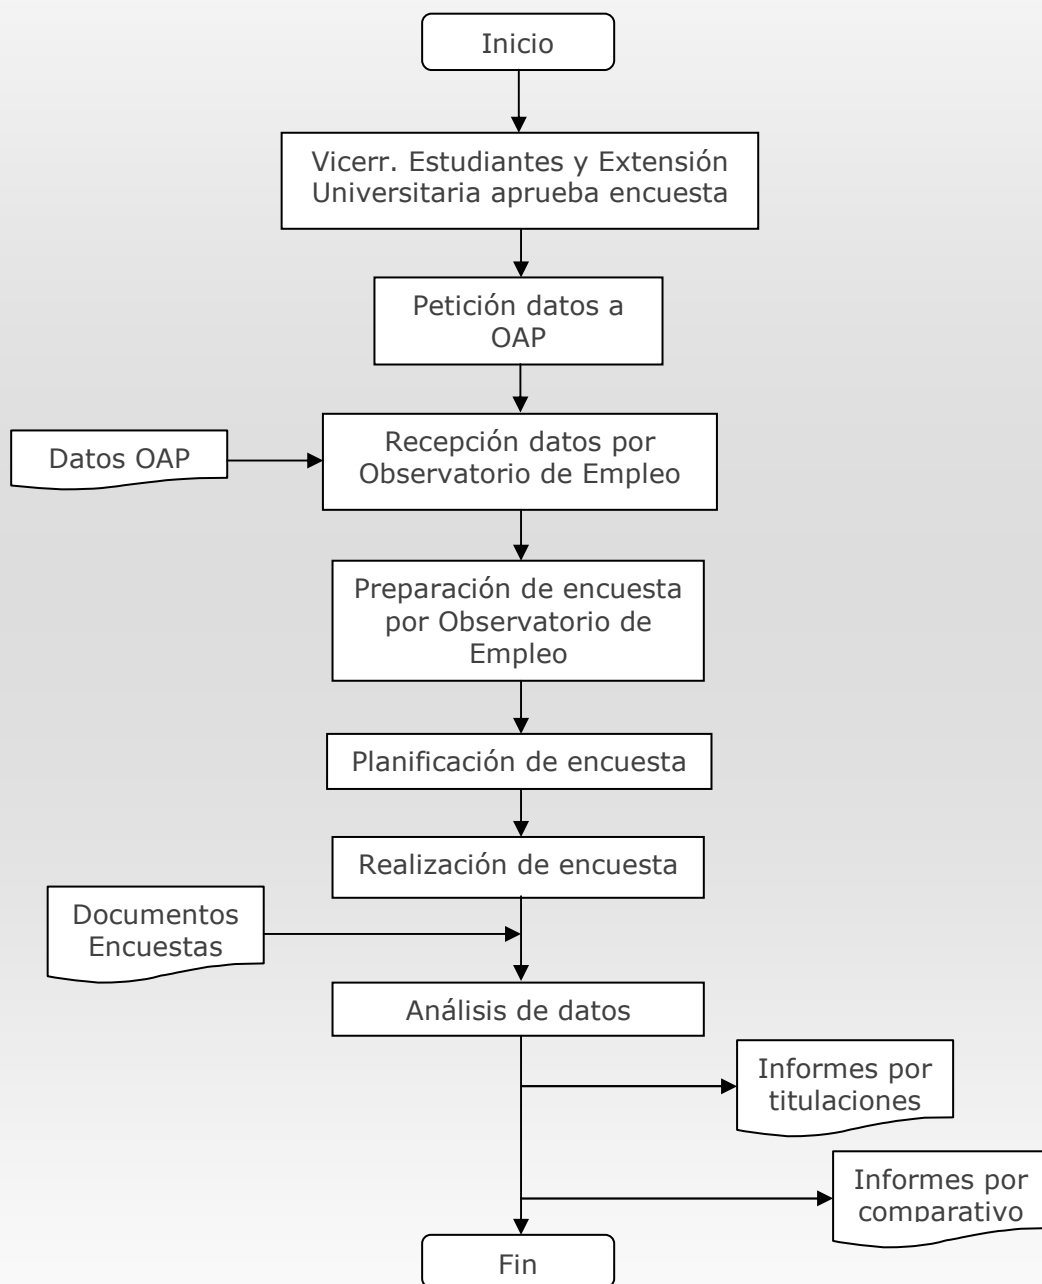 Inicio
Vicerr. Estudiantes y Extensión
Universitaria aprueba encuesta
Petición datos a
OAP
Datos OAP
Recepción datos por
Observatorio de Empleo
Preparación de encuesta
por Observatorio de
Empleo
Planificación de encuesta
Realización de encuesta
Documentos
Encuestas
Análisis de datos
Informes por
titulaciones
Informes por
comparativo
Fin